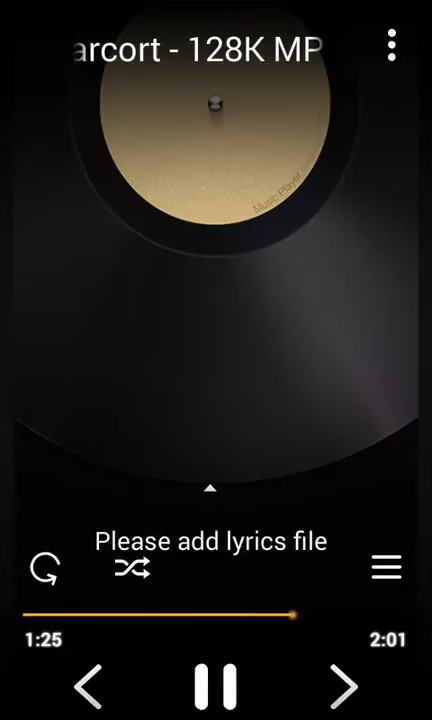 arcort - 128K MP
Music Player
Please add lyrics file
1:25
2:01